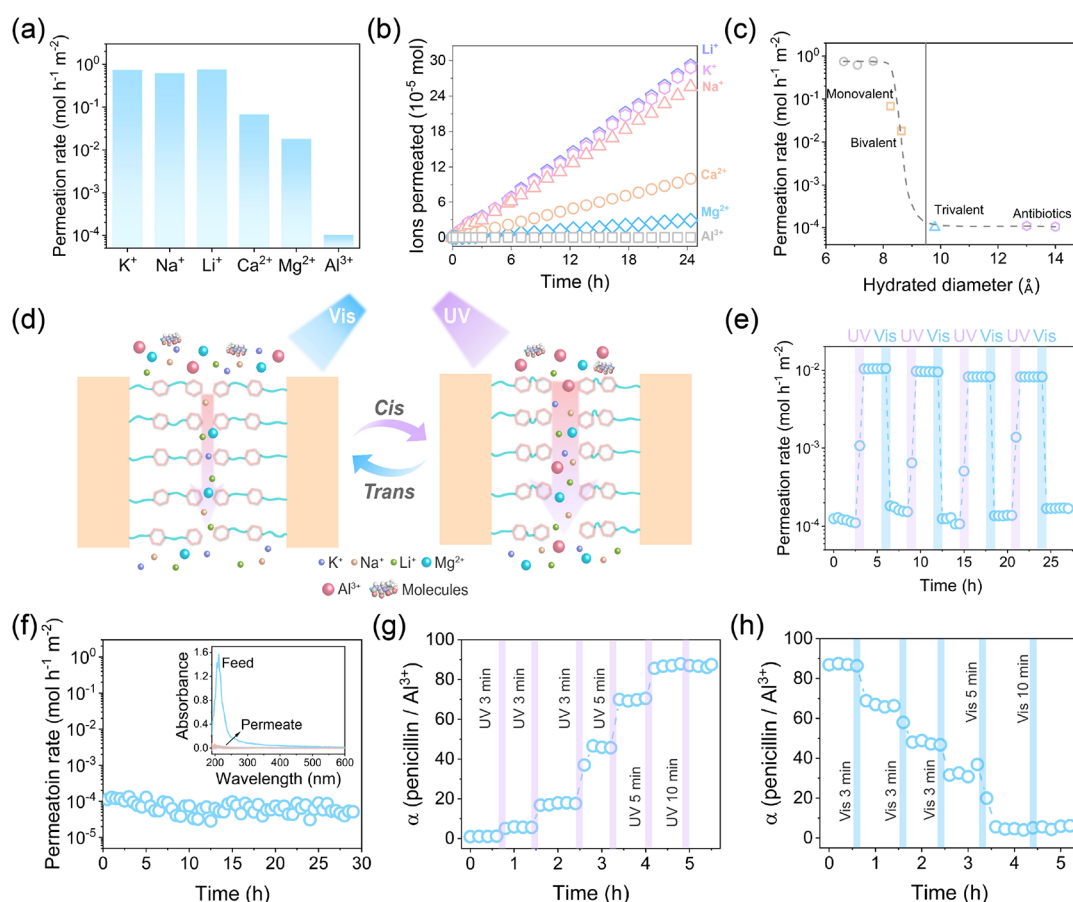 (a)
Permeation rate (mol h⁻¹ m⁻²)
10⁰
10⁻¹
10⁻²
10⁻³
10⁻⁴
K⁺ Na⁺ Li⁺ Ca²⁺ Mg²⁺ Al³⁺
(b)
Ions permeated (10⁻⁵ mol)
30
24
18
12
6
0
0 6 12 18 24
Time (h)
Li⁺
K⁺
Na⁺
Ca²⁺
Mg²⁺
Al³⁺
(c)
Permeation rate (mol h⁻¹ m⁻²)
10⁰
10⁻¹
10⁻²
10⁻³
10⁻⁴
Monovalent
Bivalent
Trivalent
Antibiotics
6 7 8 9 10 11 12 13 14
Hydrated diameter (Å)
(d)
Vis
UV
Cis
Trans
K⁺ Na⁺ Li⁺ Mg²⁺
Al³⁺ Molecules
(e)
UV Vis UV Vis UV Vis UV Vis
Permeation rate (mol h⁻¹ m⁻²)
10⁻²
10⁻³
10⁻⁴
0 5 10 15 20 25
Time (h)
(f)
Permeatoin rate (mol h⁻¹ m⁻²)
10¹
10⁰
10⁻¹
10⁻²
10⁻³
10⁻⁴
10⁻⁵
0 5 10 15 20 25 30
Time (h)
Absorbance
1.6
1.2
0.8
0.4
0.0
Feed
Permeate
200 300 400 500 600
Wavelength (nm)
(g)
α (penicillin / Al³⁺)
100
80
60
40
20
0
UV 3 min
UV 3 min
UV 3 min
UV 5 min
UV 5 min
UV 10 min
0 1 2 3 4 5
Time (h)
(h)
α (penicillin / Al³⁺)
100
80
60
40
20
0
Vis 3 min
Vis 3 min
Vis 3 min
Vis 5 min
Vis 10 min
0 1 2 3 4 5
Time (h)